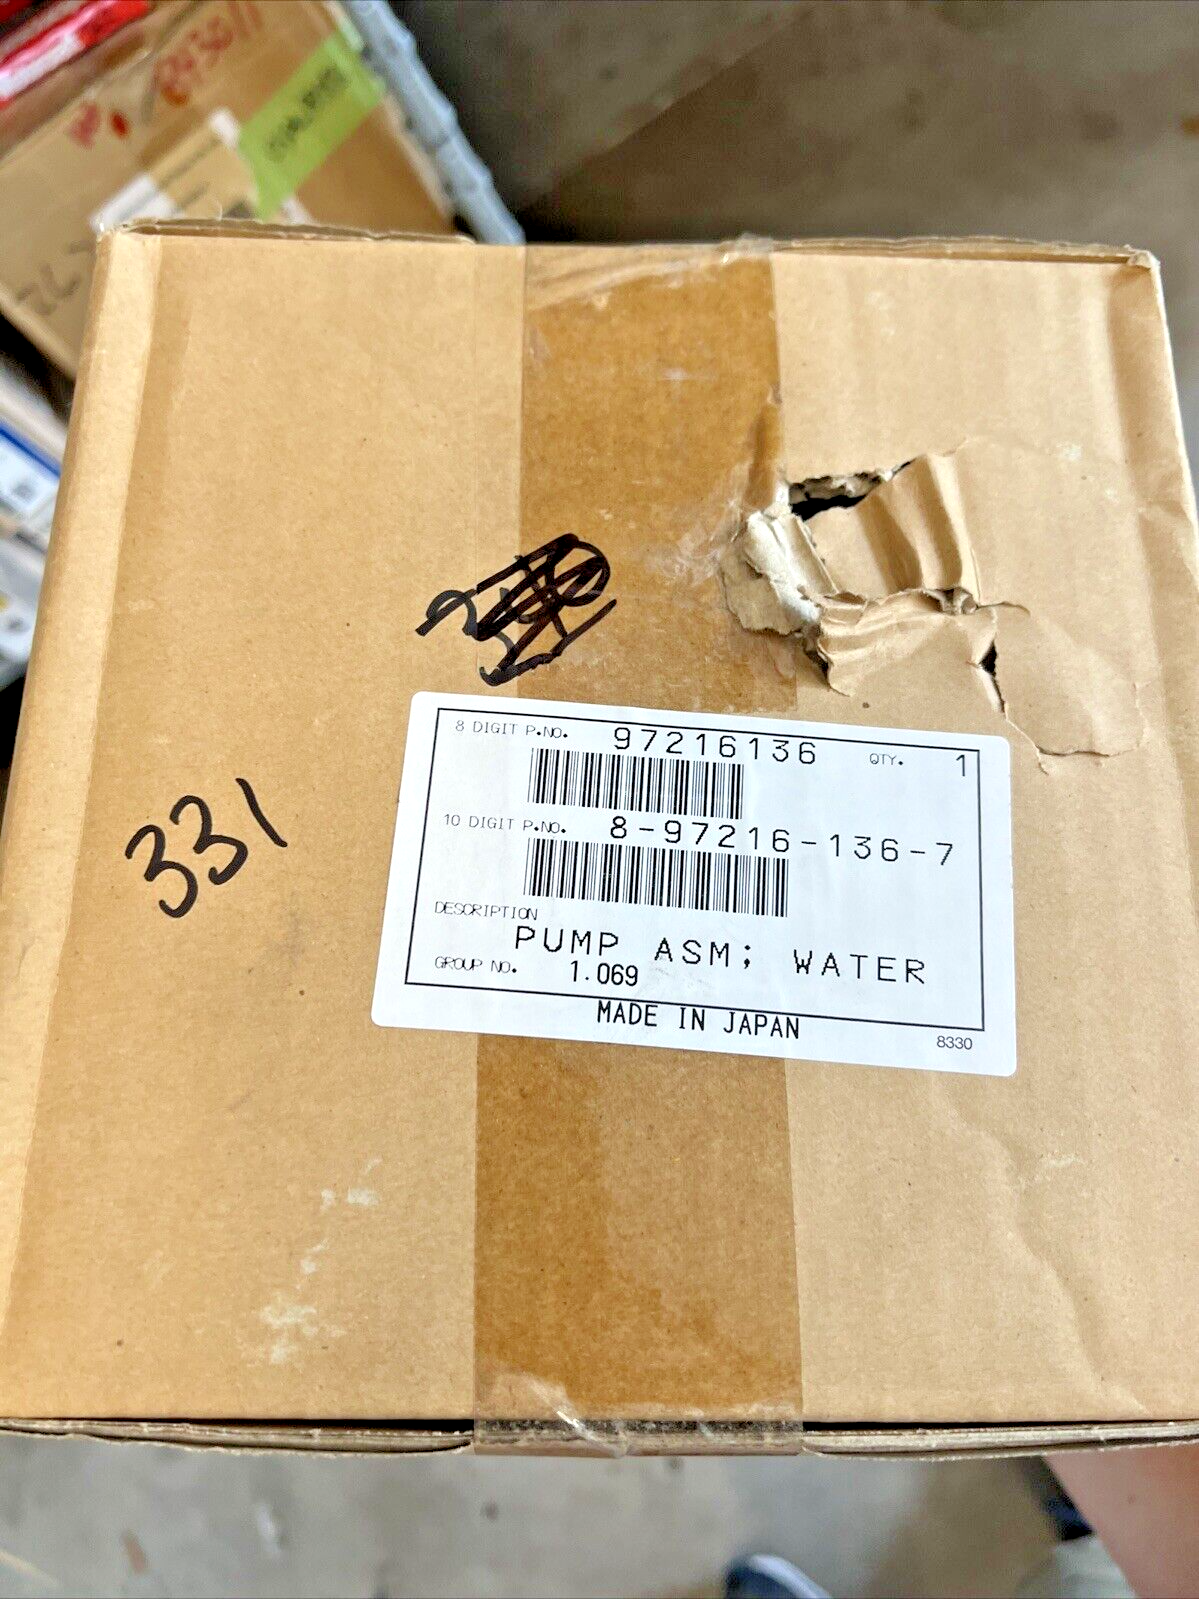 8 DIGIT P.NO. 97216136 QTY. 1
10 DIGIT P.NO. 8-97216-136-7
DESCRIPTION
PUMP ASM; WATER
GROUP NO. 1.069
MADE IN JAPAN
8330
331